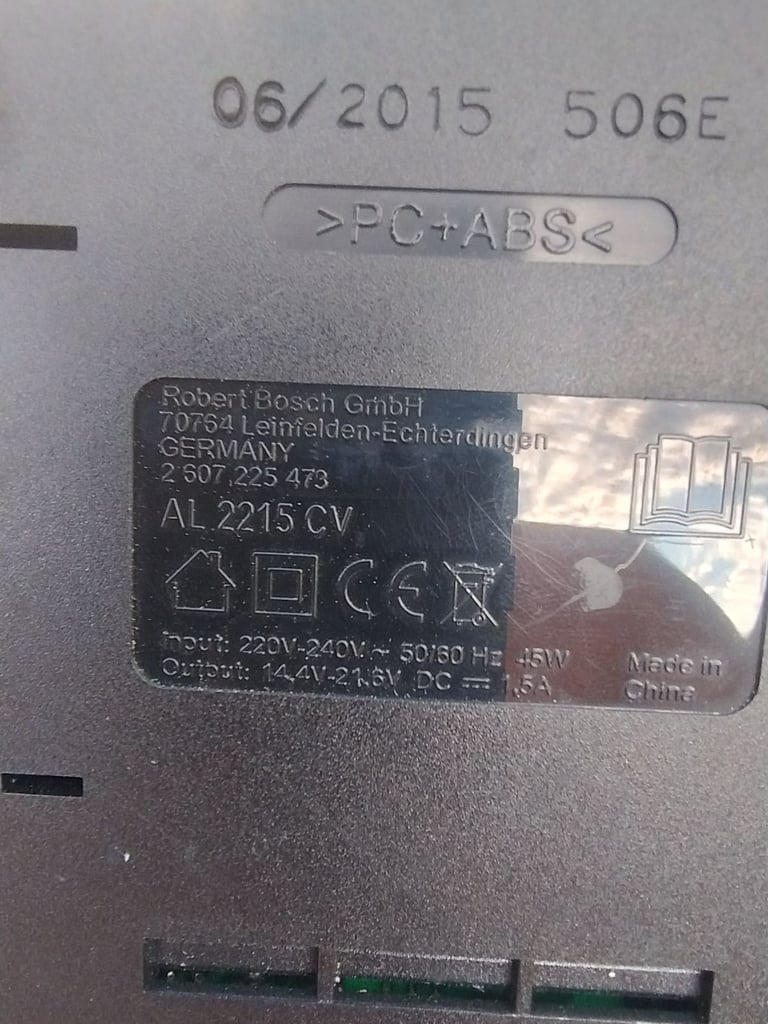 06/2015 506E
>PC+ABS<
Robert Bosch GmbH
70764 Leinfelden-Echterdingen
GERMANY
2 607 225 473
AL 2215 CV
CE
Input: 220V-240V ~ 50/60 Hz 45W
Output: 14.4V-21.6V DC ⎓ 1.5A
Made in
China